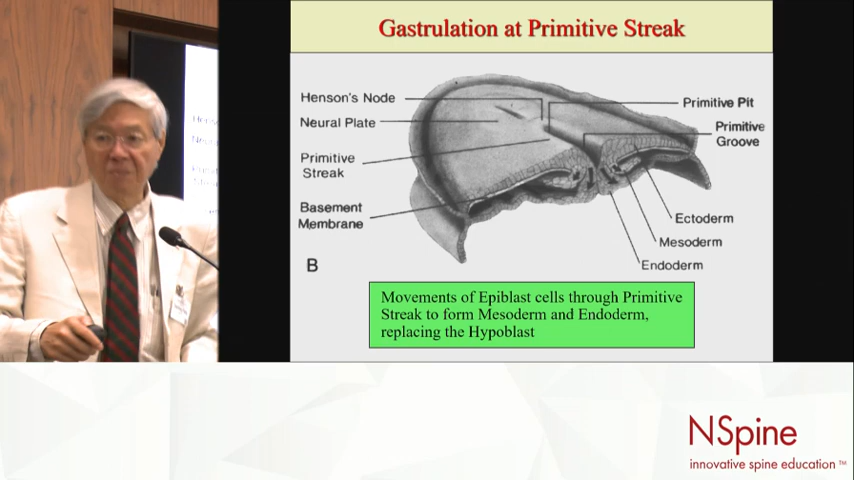 Gastrulation at Primitive Streak
Henson's Node
Neural Plate
Primitive
Streak
Basement
Membrane
Primitive Pit
Primitive
Groove
Ectoderm
Mesoderm
Endoderm
B
Movements of Epiblast cells through Primitive
Streak to form Mesoderm and Endoderm,
replacing the Hypoblast
NSpine
innovative spine education™